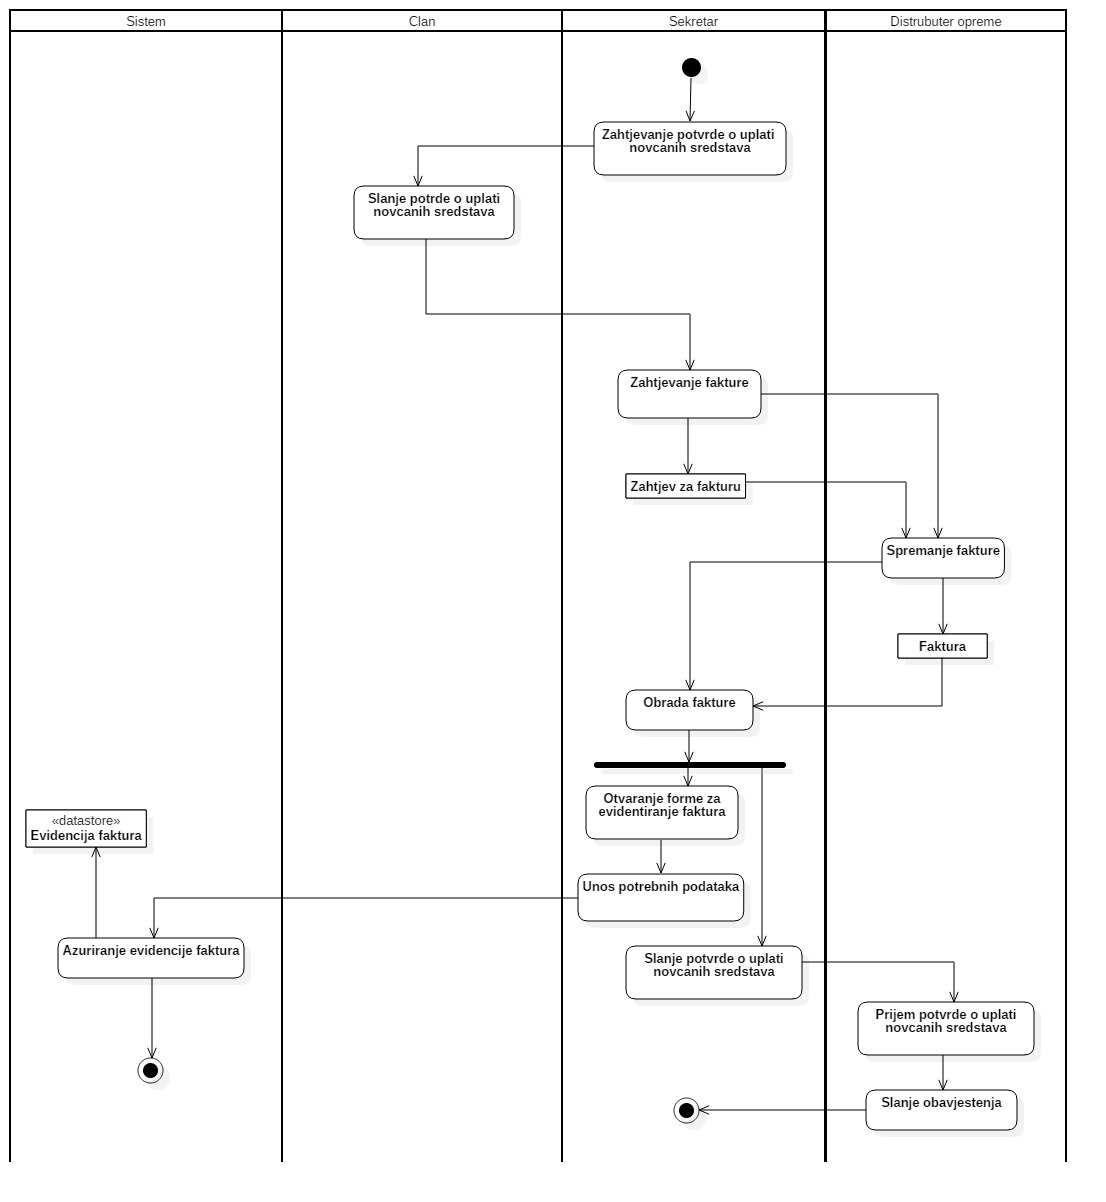 Sistem
Clan
Sekretar
Distrubuter opreme
Zahtjevanje potvrde o uplati
novcanih sredstava
Slanje potrde o uplati
novcanih sredstava
Zahtjevanje fakture
Zahtjev za fakturu
Spremanje fakture
Faktura
Obrada fakture
Otvaranje forme za
evidentiranje faktura
«datastore»
Evidencija faktura
Unos potrebnih podataka
Azuriranje evidencije faktura
Slanje potvrde o uplati
novcanih sredstava
Prijem potvrde o uplati
novcanih sredstava
Slanje obavjestenja